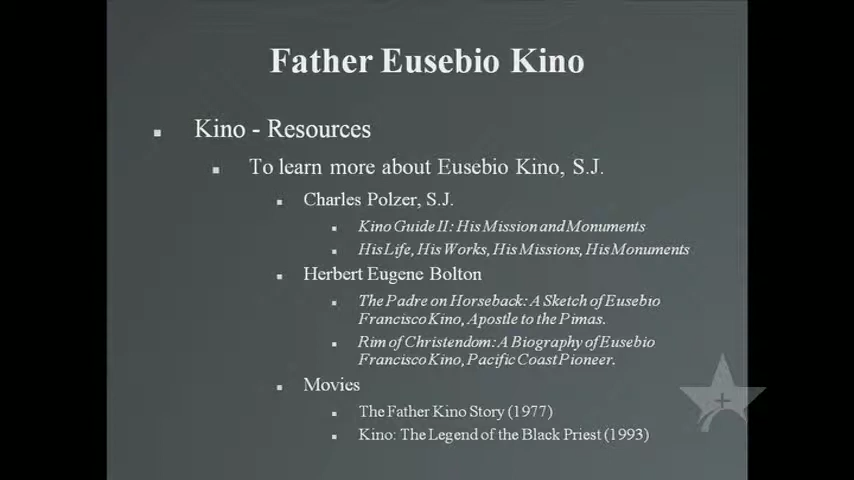 Father Eusebio Kino
Kino - Resources
To learn more about Eusebio Kino, S.J.
Charles Polzer, S.J.
Kino Guide II: His Mission and Monuments
His Life, His Works, His Missions, His Monuments
Herbert Eugene Bolton
The Padre on Horseback: A Sketch of Eusebio
Francisco Kino, Apostle to the Pimas.
Rim of Christendom: A Biography of Eusebio
Francisco Kino, Pacific Coast Pioneer.
Movies
The Father Kino Story (1977)
Kino: The Legend of the Black Priest (1993)